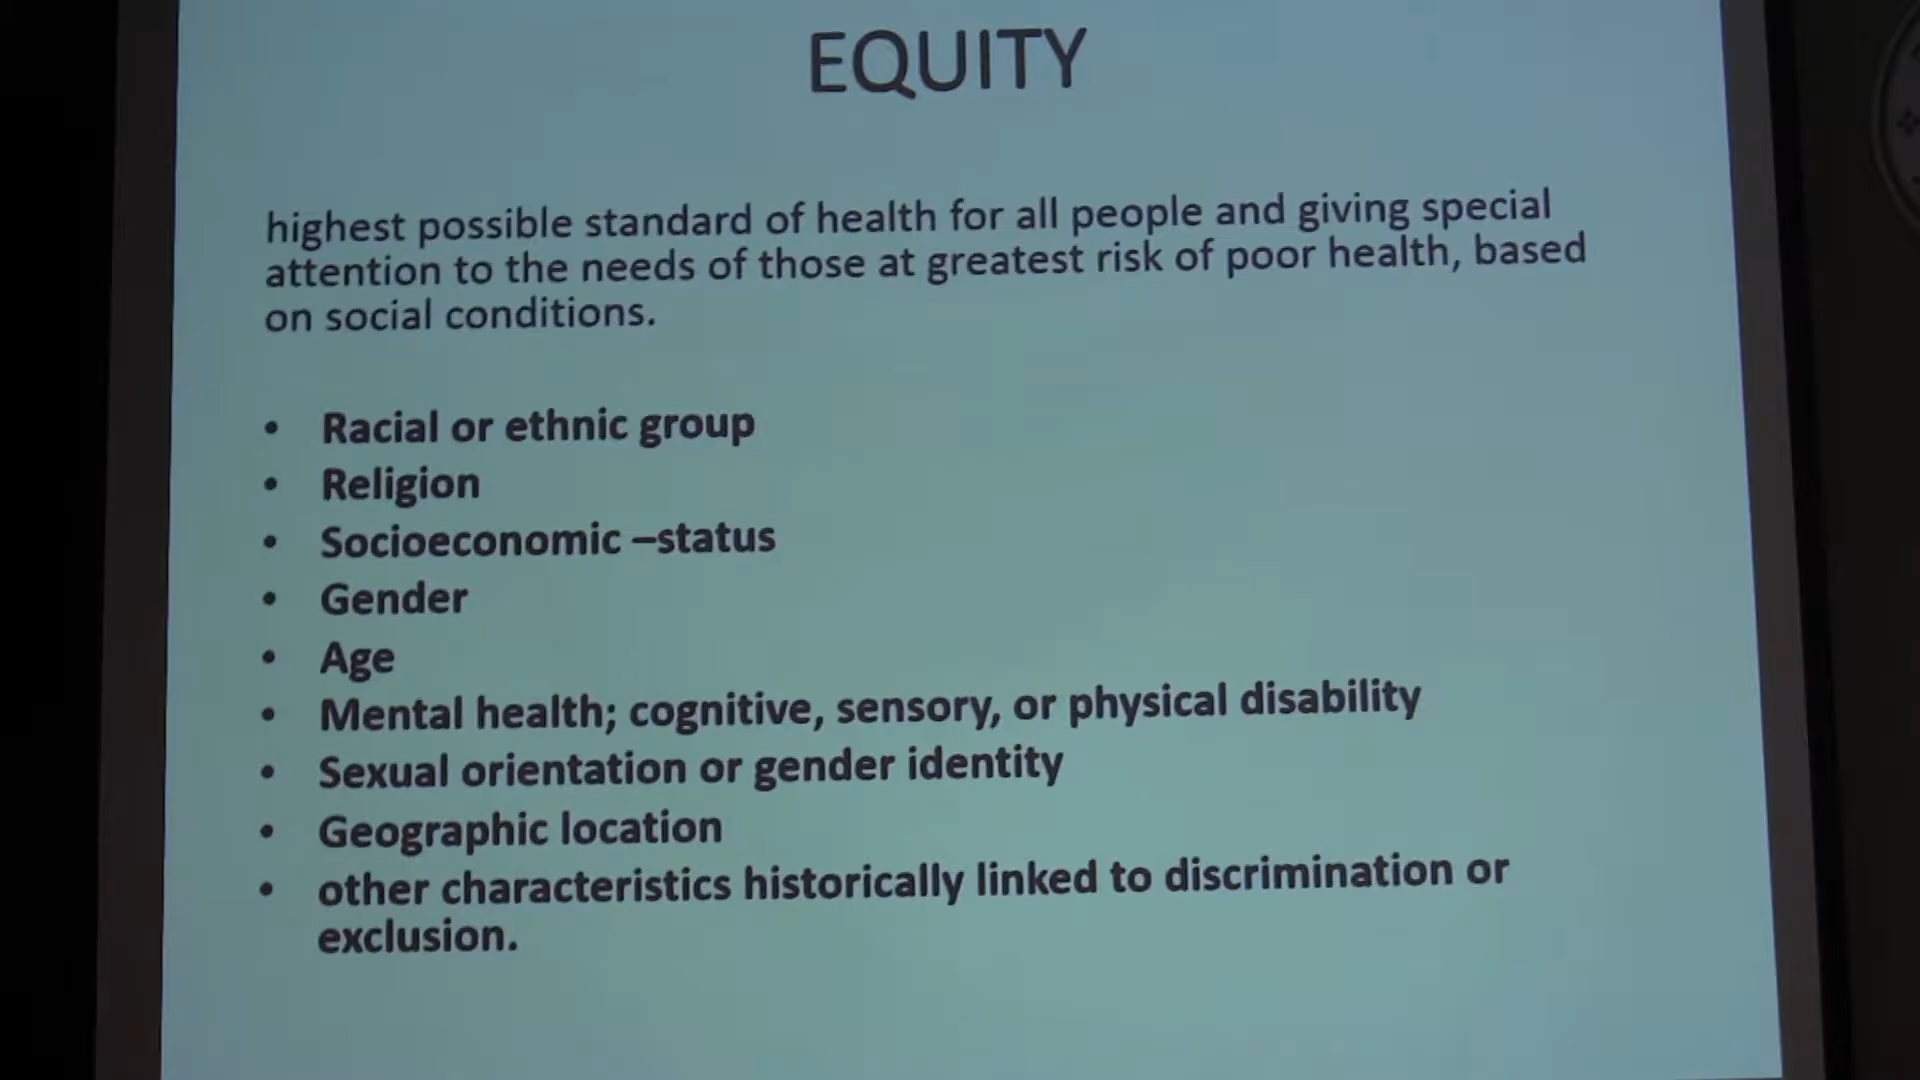 EQUITY
highest possible standard of health for all people and giving special
attention to the needs of those at greatest risk of poor health, based
on social conditions.
• Racial or ethnic group
• Religion
• Socioeconomic –status
• Gender
• Age
• Mental health; cognitive, sensory, or physical disability
• Sexual orientation or gender identity
• Geographic location
• other characteristics historically linked to discrimination or
exclusion.